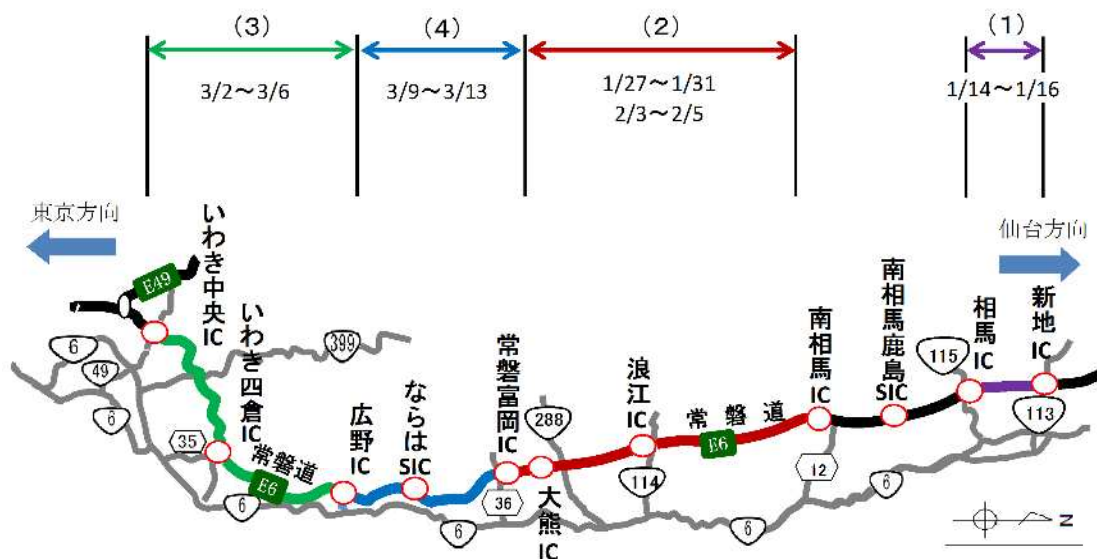 (3)
(4)
(2)
(1)
3/2～3/6
3/9～3/13
1/27～1/31
2/3～2/5
1/14～1/16
東京方向
仙台方向
いわき中央IC
いわき四倉IC
広野IC
ならはSIC
常磐富岡IC
大熊IC
浪江IC
南相馬IC
南相馬鹿島SIC
相馬IC
新地IC
E49
399
6
49
6
35
常磐道
E6
6
36
6
288
114
常磐道
E6
6
12
6
115
113
N